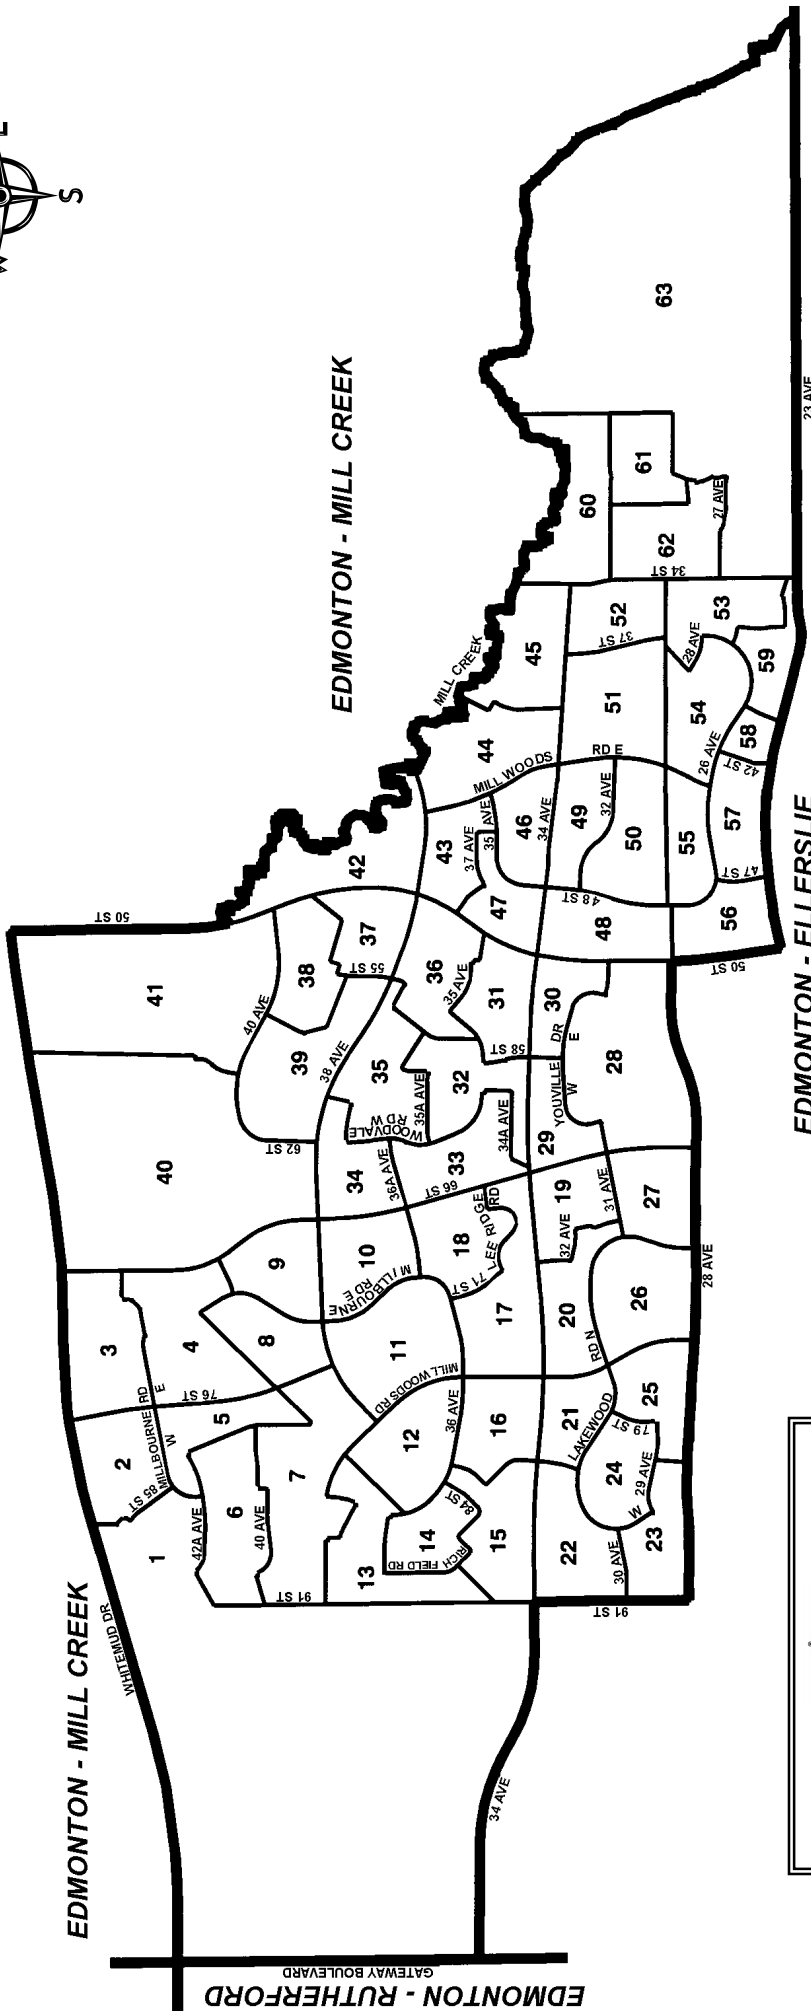 EDMONTON - MILL CREEK
EDMONTON - MILL CREEK
EDMONTON - RUTHERFORD
EDMONTON - ELLERSLIE
W
S
GATEWAY BOULEVARD
WHITEMUD DR
34 AVE
91 ST
91 ST
1
2
3
4
5
6
7
8
9
10
11
12
13
14
15
16
17
18
19
20
21
22
23
24
25
26
27
28
29
30
31
32
33
34
35
36
37
38
39
40
41
42
43
44
45
46
47
48
49
50
51
52
53
54
55
56
57
58
59
60
61
62
63
85 ST
MILLBOURNE RD
W
E
76 ST
42A AVE
40 AVE
MILLBOURNE
RD E
MILL WOODS RD
36 AVE
84 ST
RICH FIELD RD
71 ST
LEE RIDGE
RD
66 ST
36A AVE
WOODVALE
RD W
35A AVE
34A AVE
62 ST
38 AVE
40 AVE
50 ST
55 ST
35 AVE
58 ST
YOUVILLE DR
W
E
31 AVE
32 AVE
LAKEWOOD
RD N
W
79 ST
29 AVE
30 AVE
28 AVE
50 ST
48 ST
47 ST
42 ST
26 AVE
28 AVE
37 ST
34 ST
27 AVE
23 AVE
32 AVE
34 AVE
35 AVE
37 AVE
MILL WOODS
RD E
MILL CREEK